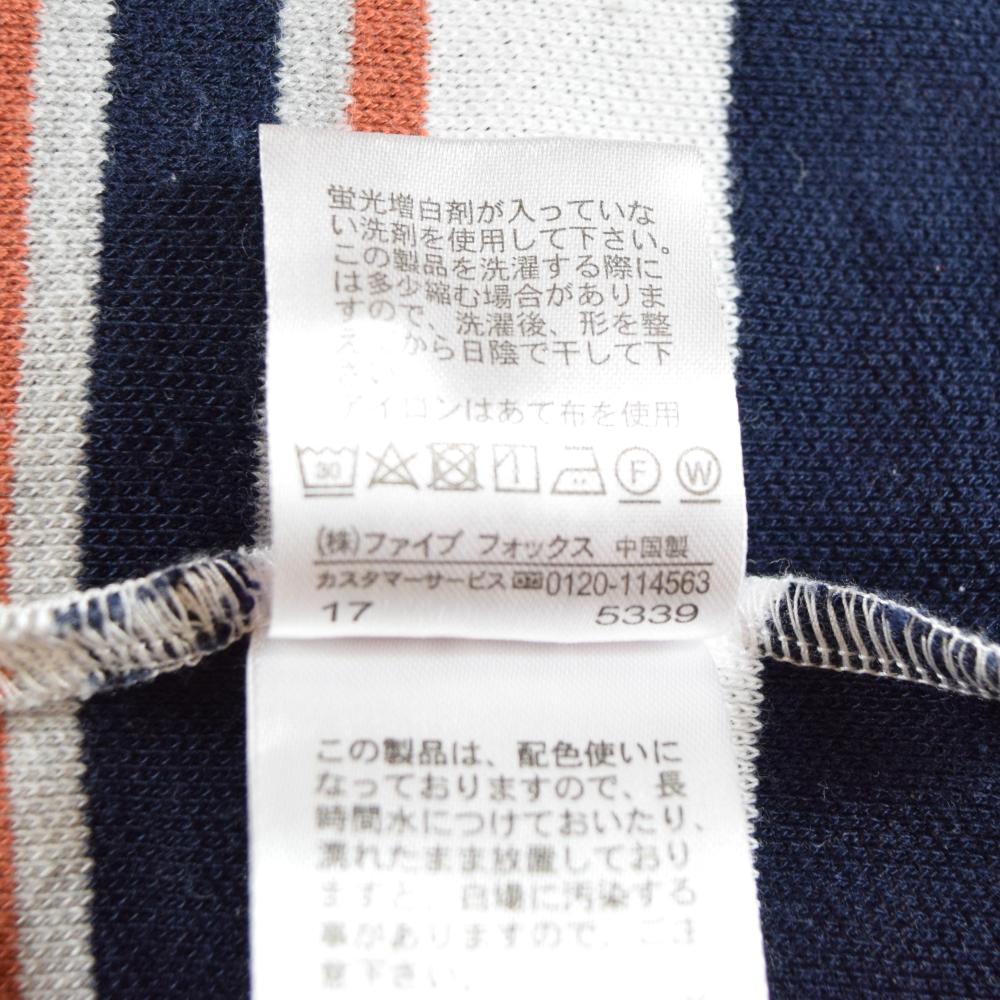 蛍光増白剤が入っていな
い洗剤を使用して下さい。
この製品を洗濯する際に
は多少縮む場合がありま
すので、洗濯後、形を整
え から日陰で干して下
アイロンはあて布を使用
30 F W
(株)ファイブ フォックス 中国製
カスタマーサービス 0120-114563
17 5339
この製品は、配色使いに
なっておりますので、長
時間水につけておいたり、
濡れたまま放置しており
ますと、白場に汚染する
事がありますので、ご注
意下さい。